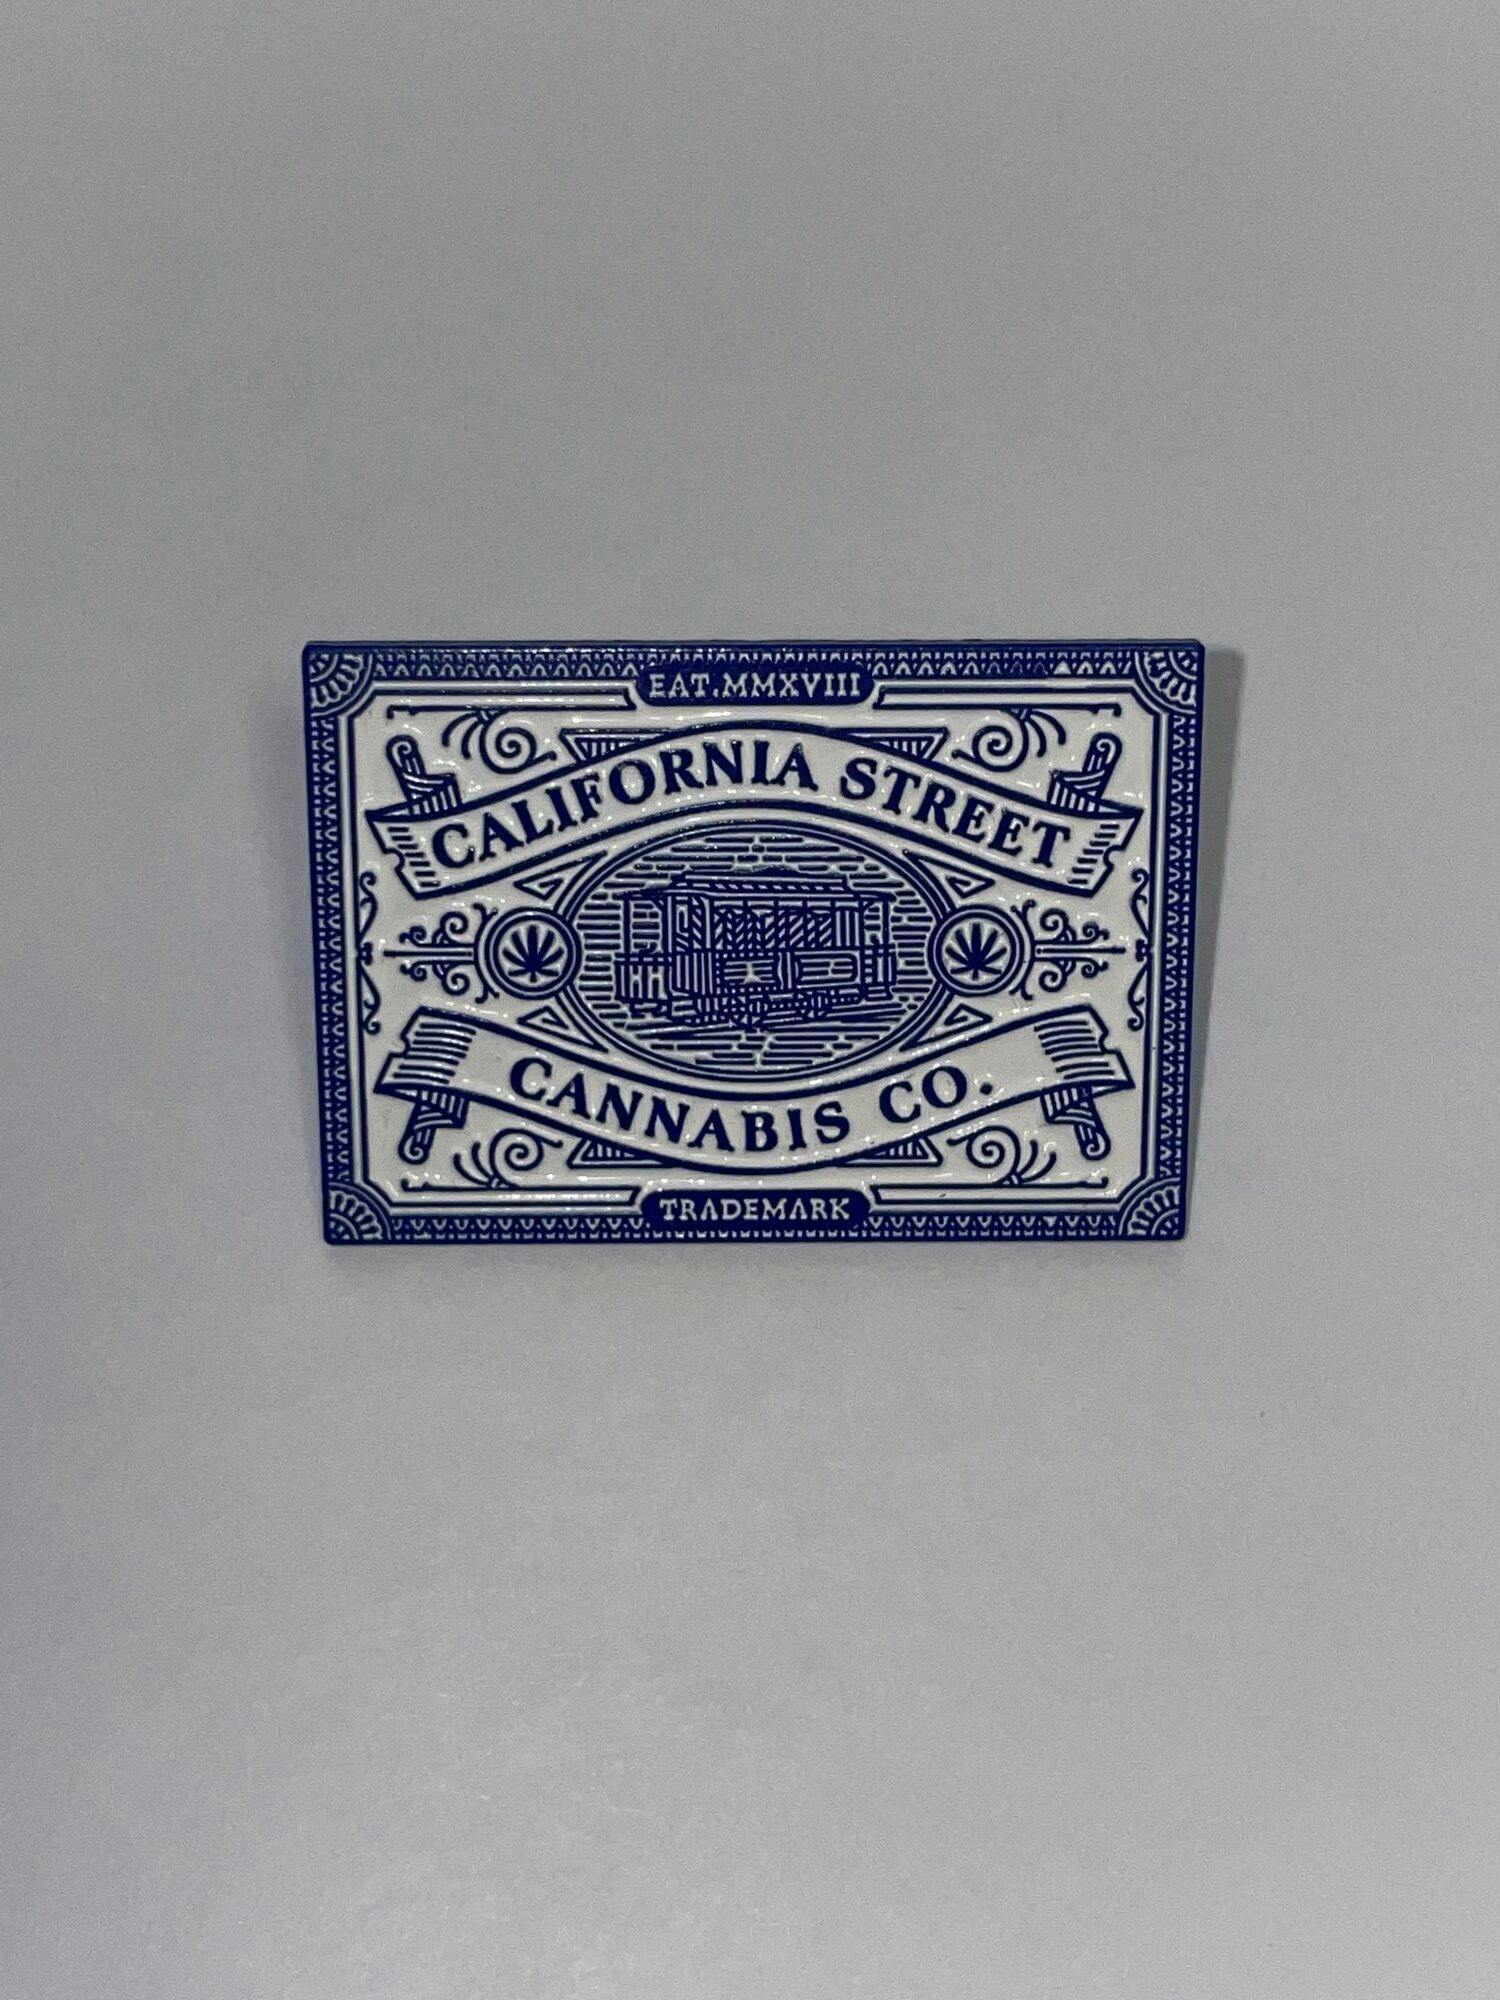 EAT.MMXVIII
CALIFORNIA STREET
CANNABIS CO.
TRADEMARK